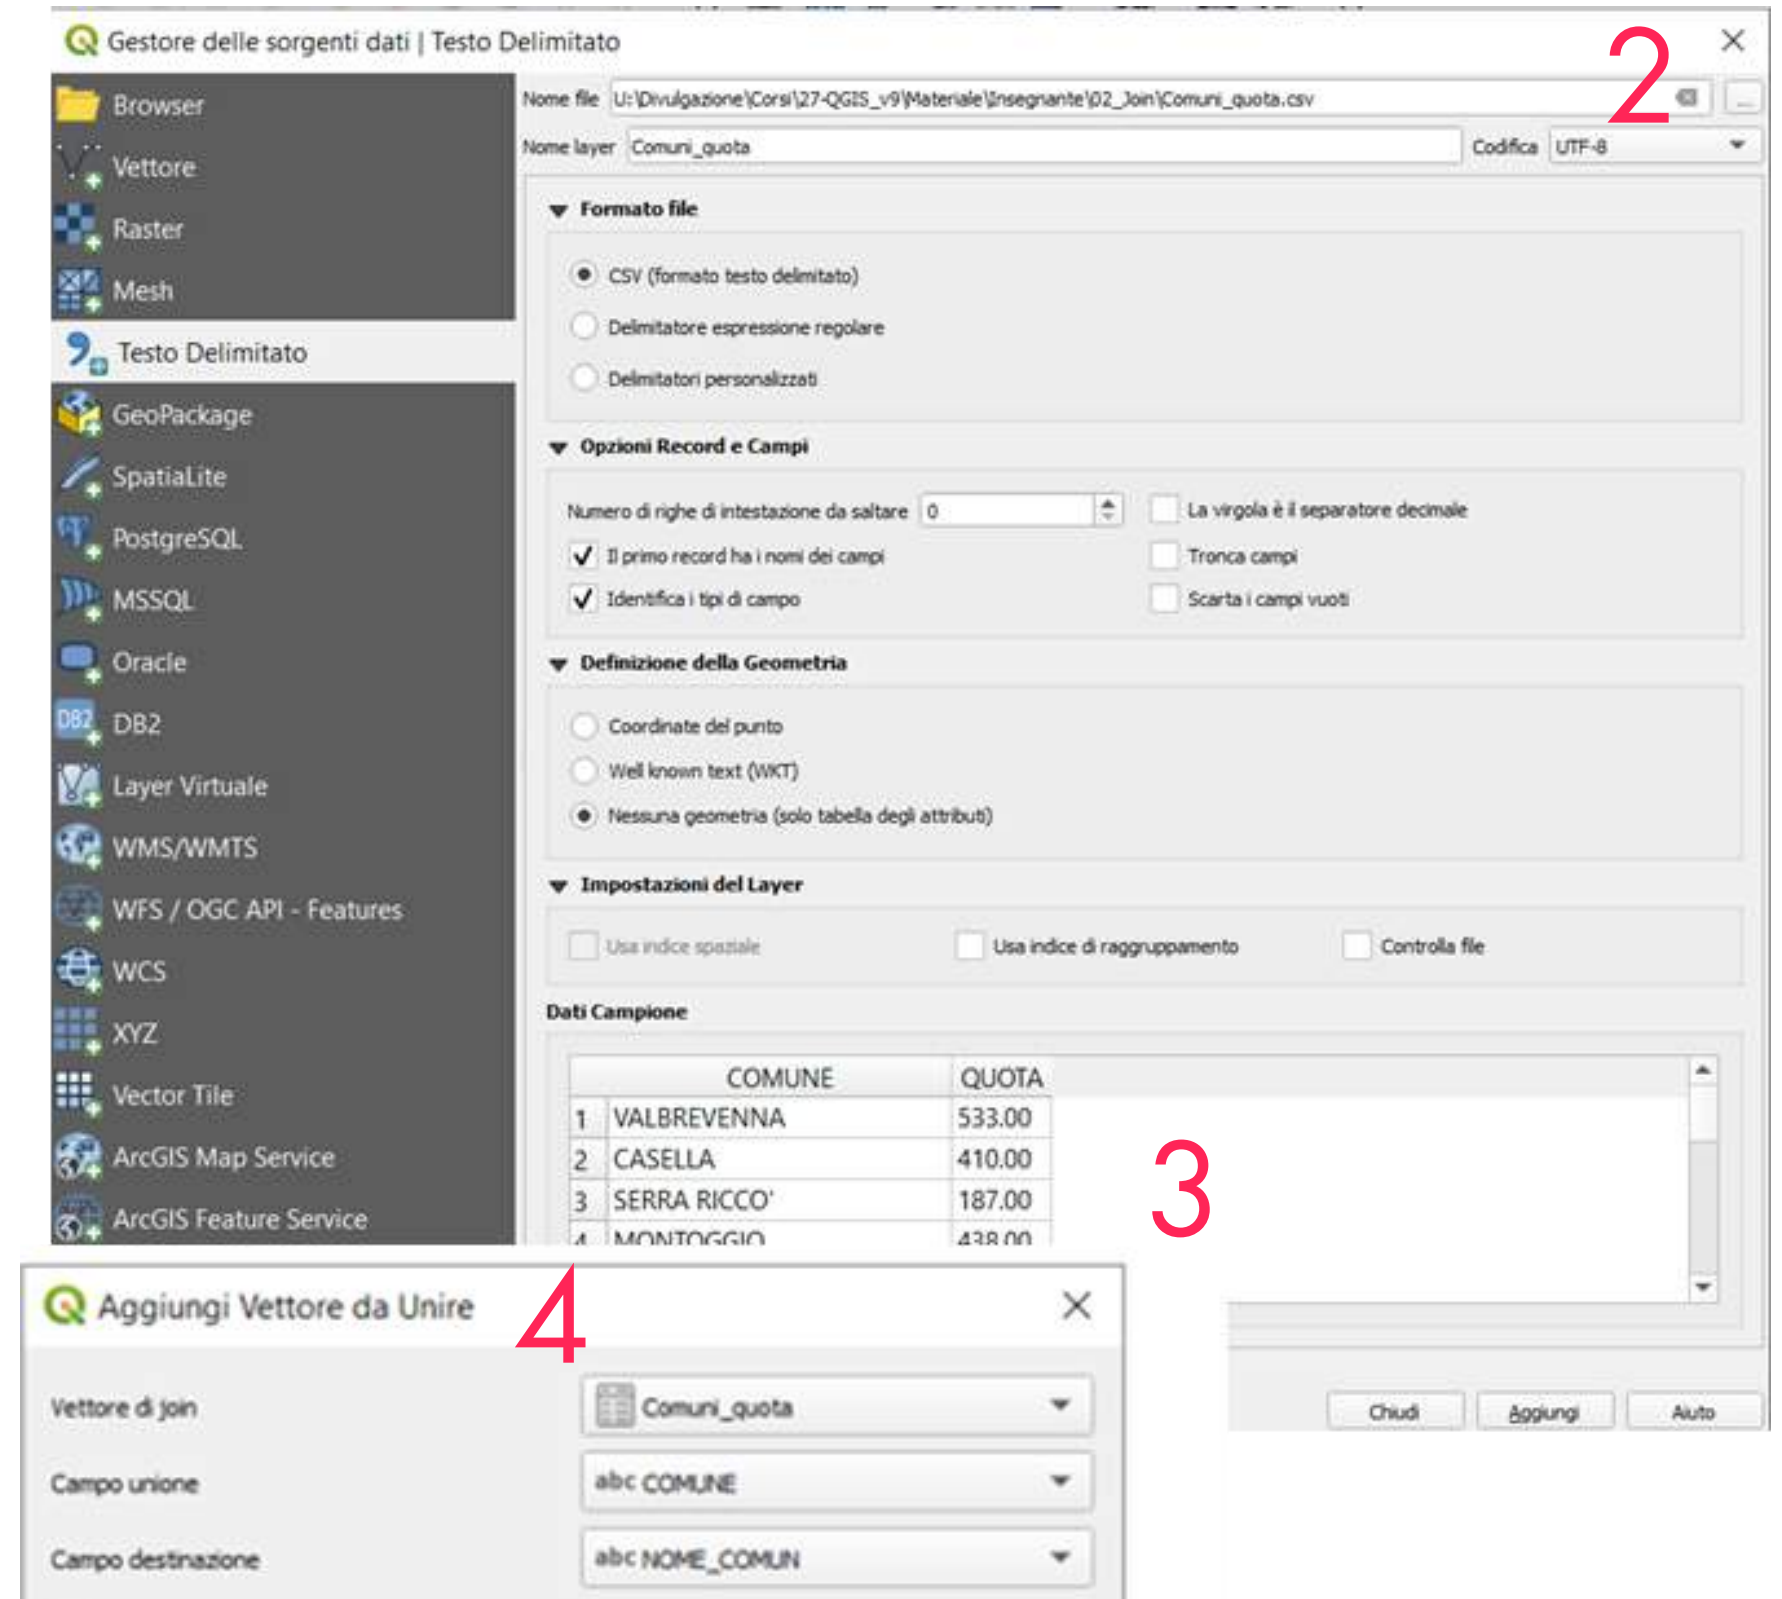 Gestore delle sorgenti dati | Testo Delimitato
2
Browser
Vettore
Raster
Mesh
Testo Delimitato
GeoPackage
SpatiaLite
PostgreSQL
MSSQL
Oracle
DB2
DB2
Layer Virtuale
WMS/WMTS
WFS / OGC API - Features
WCS
XYZ
Vector Tile
ArcGIS Map Service
ArcGIS Feature Service
Nome file U:\Divulgazione\Corsi\27-QGIS_v9\Materiale\Insegnante\02_Join\Comuni_quota.csv ...
Nome layer Comuni_quota Codifica UTF-8
Formato file
CSV (formato testo delimitato)
Delimitatore espressione regolare
Delimitatori personalizzati
Opzioni Record e Campi
Numero di righe di intestazione da saltare 0 La virgola è il separatore decimale
Il primo record ha i nomi dei campi Tronca campi
Identifica i tipi di campo Scarta i campi vuoti
Definizione della Geometria
Coordinate del punto
Well known text (WKT)
Nessuna geometria (solo tabella degli attributi)
Impostazioni del Layer
Usa indice spaziale Usa indice di raggruppamento Controlla file
Dati Campione
COMUNE QUOTA
1 VALBREVENNA 533.00
2 CASELLA 410.00
3 SERRA RICCO' 187.00
4 MONTOGGIO 438.00
3
Chiudi Aggiungi Aiuto
Aggiungi Vettore da Unire
4
Vettore di join Comuni_quota
Campo unione abc COMUNE
Campo destinazione abc NOME_COMUN